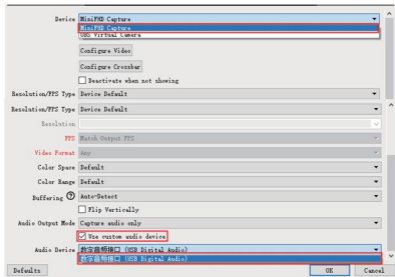 Device MiniFHD Capture
MiniFHD Capture
OBS Virtual Camera
Configure Video
Configure Crossbar
Deactivate when not showing
Resolution/FPS Type Device Default
Resolution/FPS Type Device Default
Resolution
FPS Match Output FPS
Video Format Any
Color Space Default
Color Range Default
Buffering ? Auto-Detect
Flip Vertically
Audio Output Mode Capture audio only
Use custom audio device
Audio Device 数字音频接口 (USB Digital Audio)
数字音频接口 (USB Digital Audio)
Defaults OK Cancel